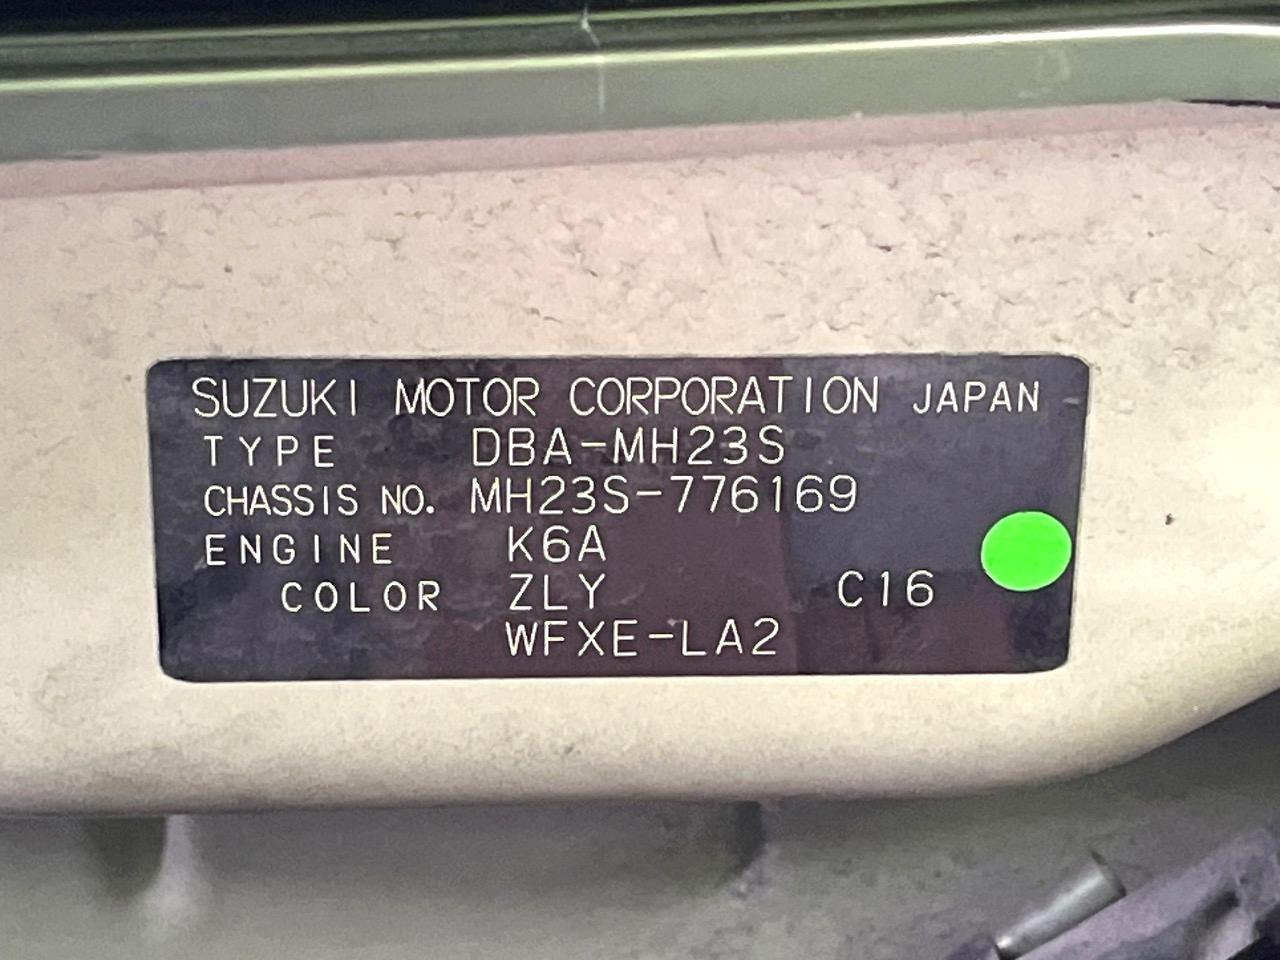 SUZUKI MOTOR CORPORATION JAPAN
TYPE DBA-MH23S
CHASSIS NO. MH23S-776169
ENGINE K6A
COLOR ZLY C16
WFXE-LA2